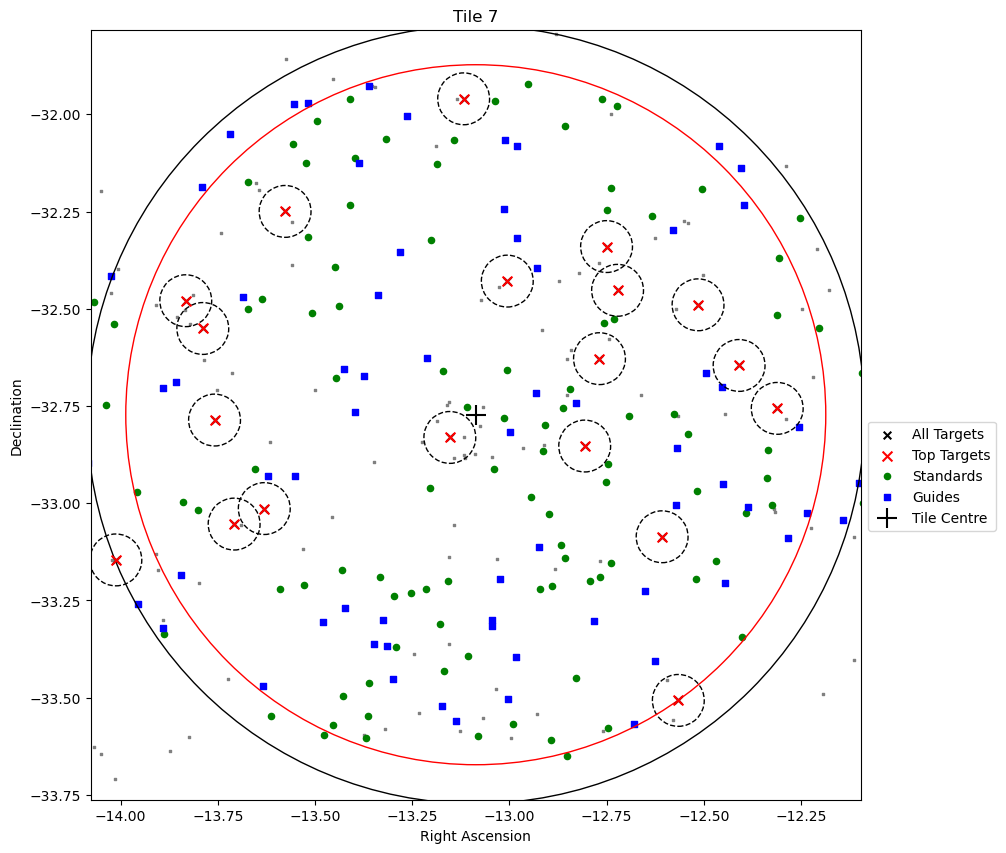 Tile 7
Declination
−32.00
−32.25
−32.50
−32.75
−33.00
−33.25
−33.50
−33.75
−14.00 −13.75 −13.50 −13.25 −13.00 −12.75 −12.50 −12.25
Right Ascension
All Targets
Top Targets
Standards
Guides
Tile Centre